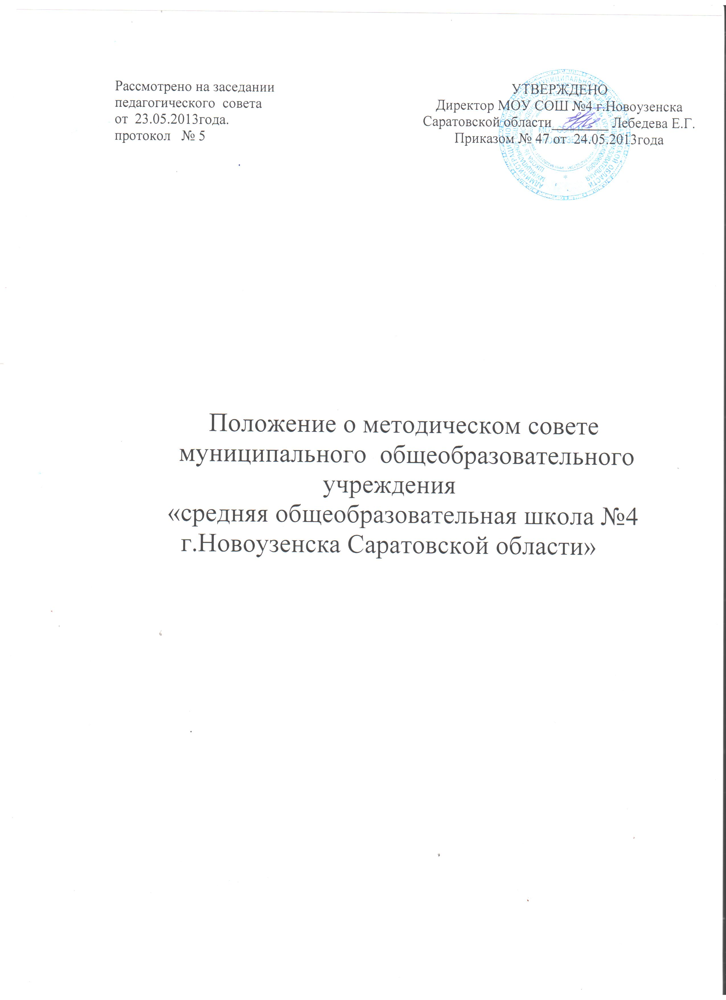 Рассмотрено на заседании
педагогического  совета
от  23.05.2013года.
протокол   № 5
УТВЕРЖДЕНО
Директор МОУ СОШ №4 г.Новоузенска
Саратовской области_________ Лебедева Е.Г.
Приказом № 47 от  24.05.2013года
Положение о методическом совете
муниципального  общеобразовательного
учреждения
«средняя общеобразовательная школа №4
г.Новоузенска Саратовской области»